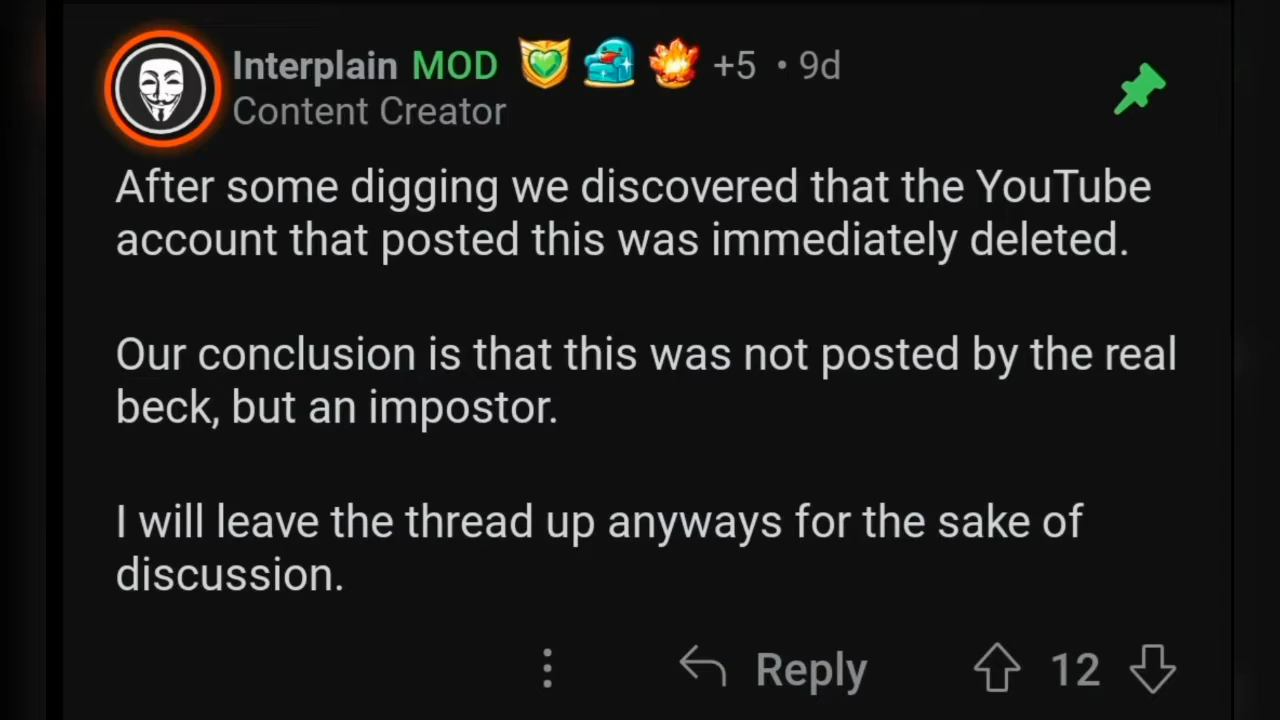 Interplain MOD +5 • 9d
Content Creator
After some digging we discovered that the YouTube
account that posted this was immediately deleted.
Our conclusion is that this was not posted by the real
beck, but an impostor.
I will leave the thread up anyways for the sake of
discussion.
Reply 12